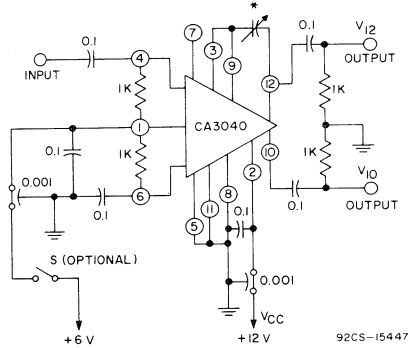 *
7
0.1
V12
0.1
4
3
9
OUTPUT
INPUT
12
1K
1K
1
CA3040
0.1
1K
10
1K
2
0.001
6
8
V10
0.1
0.1
5
11
0.1
OUTPUT
S (OPTIONAL)
0.001
VCC
+6 V
+12 V
92CS-15447